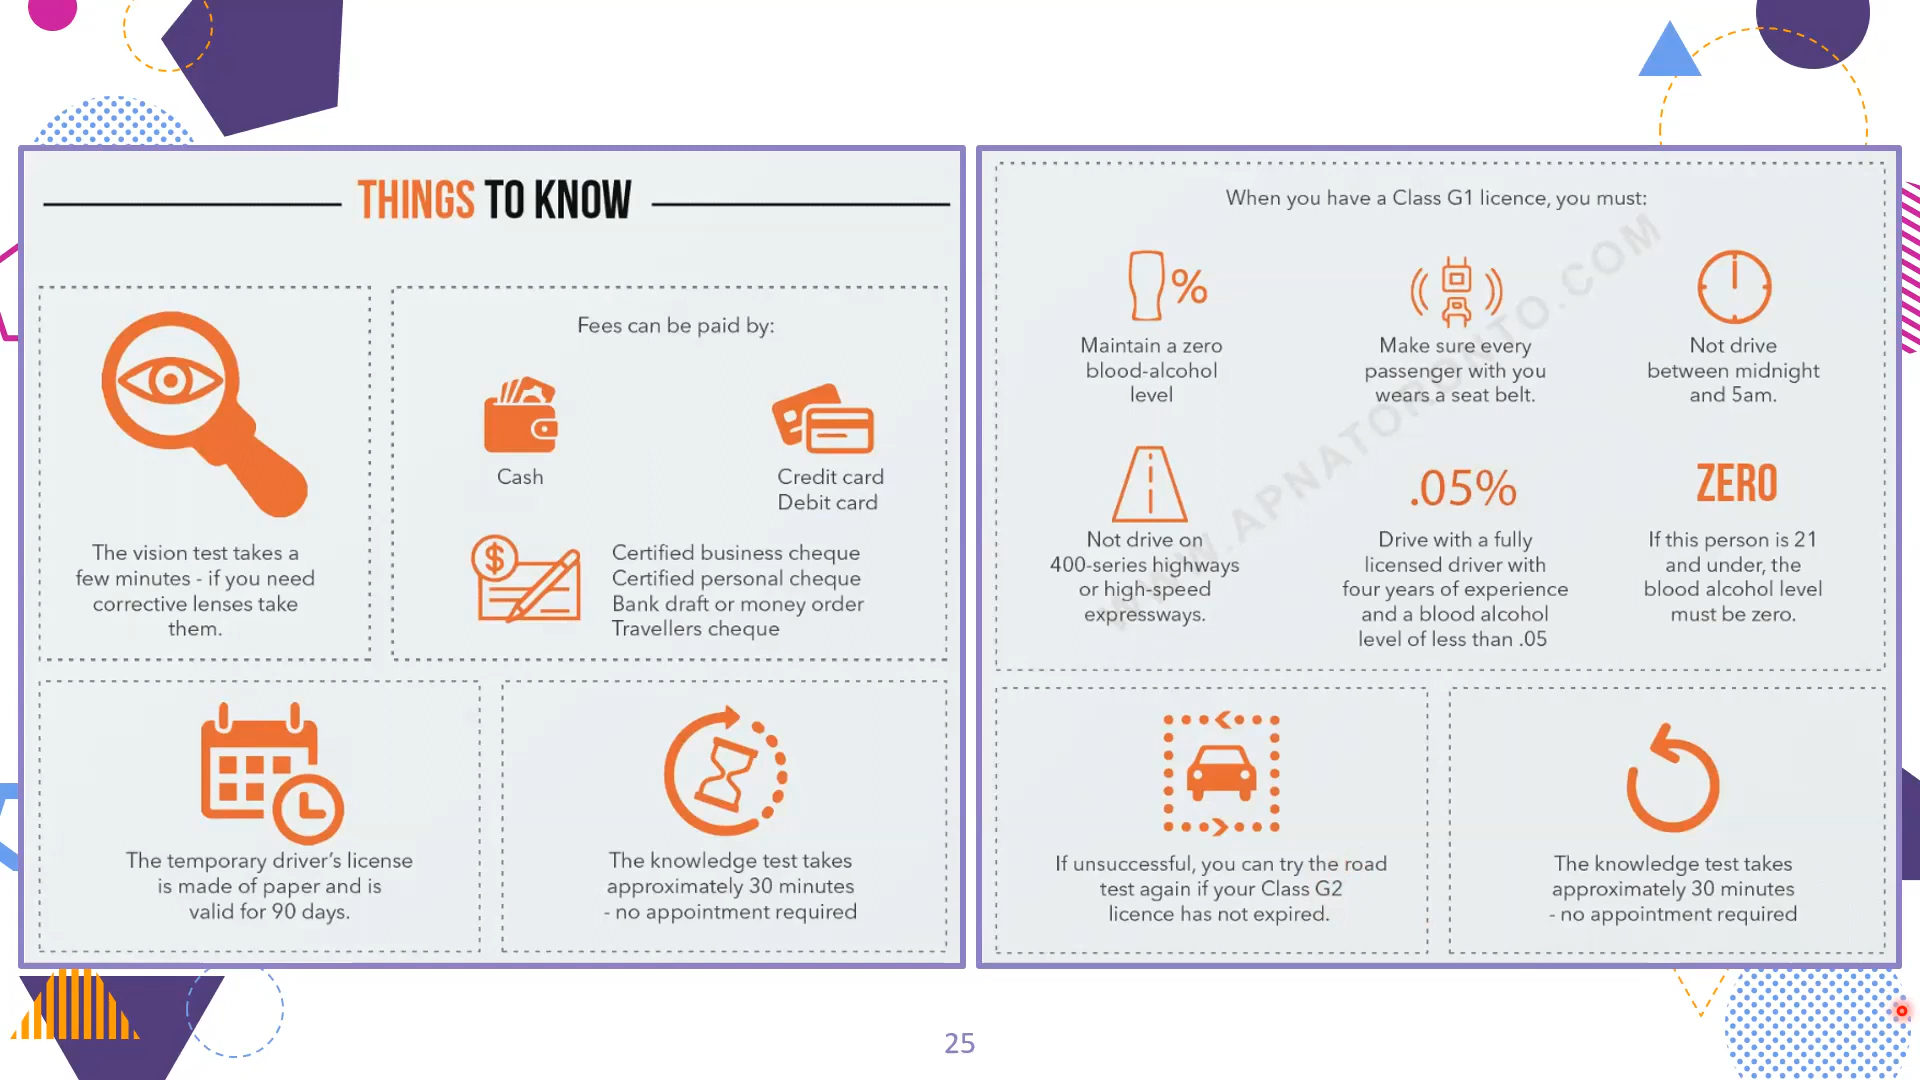 THINGS TO KNOW
The vision test takes a
few minutes - if you need
corrective lenses take
them.
Fees can be paid by:
Cash
Credit card
Debit card
Certified business cheque
Certified personal cheque
Bank draft or money order
Travellers cheque
The temporary driver's license
is made of paper and is
valid for 90 days.
The knowledge test takes
approximately 30 minutes
- no appointment required
When you have a Class G1 licence, you must:
%
Maintain a zero
blood-alcohol
level
Make sure every
passenger with you
wears a seat belt.
Not drive
between midnight
and 5am.
Not drive on
400-series highways
or high-speed
expressways.
.05%
Drive with a fully
licensed driver with
four years of experience
and a blood alcohol
level of less than .05
ZERO
If this person is 21
and under, the
blood alcohol level
must be zero.
WWW.APNATORONTO.COM
If unsuccessful, you can try the road
test again if your Class G2
licence has not expired.
The knowledge test takes
approximately 30 minutes
- no appointment required
25